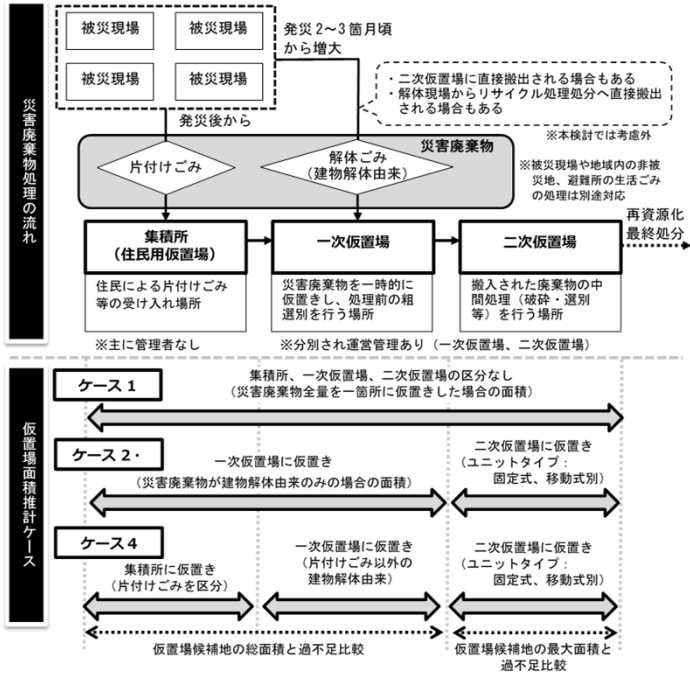 災害廃棄物処理の流れ
被災現場
被災現場
被災現場
被災現場
発災2~3箇月頃
から増大
発災後から
・二次仮置場に直接搬出される場合もある
・解体現場からリサイクル処理処分へ直接搬出
される場合もある
※本検討では考慮外
災害廃棄物
片付けごみ
解体ごみ
(建物解体由来)
※被災現場や地域内の非被
災地、避難所の生活ごみ
の処理は別途対応
集積所
(住民用仮置場)
一次仮置場
二次仮置場
再資源化
最終処分
住民による片付けごみ
等の受け入れ場所
災害廃棄物を一時的に
仮置きし、処理前の粗
選別を行う場所
搬入された廃棄物の中
間処理(破砕・選別
等)を行う場所
※主に管理者なし
※分別され運営管理あり(一次仮置場、二次仮置場)
仮置場面積推計ケース
ケース1
集積所、一次仮置場、二次仮置場の区分なし
(災害廃棄物全量を一箇所に仮置きした場合の面積)
ケース2・
一次仮置場に仮置き
(災害廃棄物が建物解体由来のみの場合の面積)
二次仮置場に仮置き
(ユニットタイプ:
固定式、移動式別)
ケース4
集積所に仮置き
(片付けごみを区分)
一次仮置場に仮置き
(片付けごみ以外の
建物解体由来)
二次仮置場に仮置き
(ユニットタイプ:
固定式、移動式別)
仮置場候補地の総面積と過不足比較
仮置場候補地の最大面積と
過不足比較